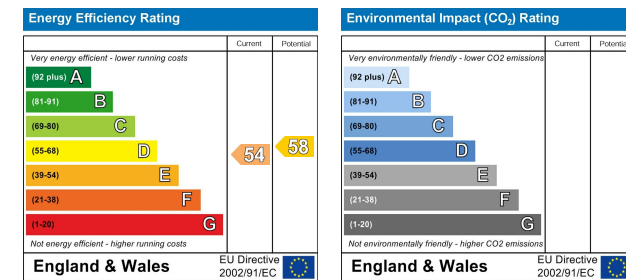 Energy Efficiency Rating
Current Potential
Very energy efficient - lower running costs
(92 plus) A
(81-91) B
(69-80) C
(55-68) D
(39-54) E
(21-38) F
(1-20) G
54
58
Not energy efficient - higher running costs
England & Wales
EU Directive
2002/91/EC
Environmental Impact (CO2) Rating
Current Potential
Very environmentally friendly - lower CO2 emissions
(92 plus) A
(81-91) B
(69-80) C
(55-68) D
(39-54) E
(21-38) F
(1-20) G
Not environmentally friendly - higher CO2 emissions
England & Wales
EU Directive
2002/91/EC